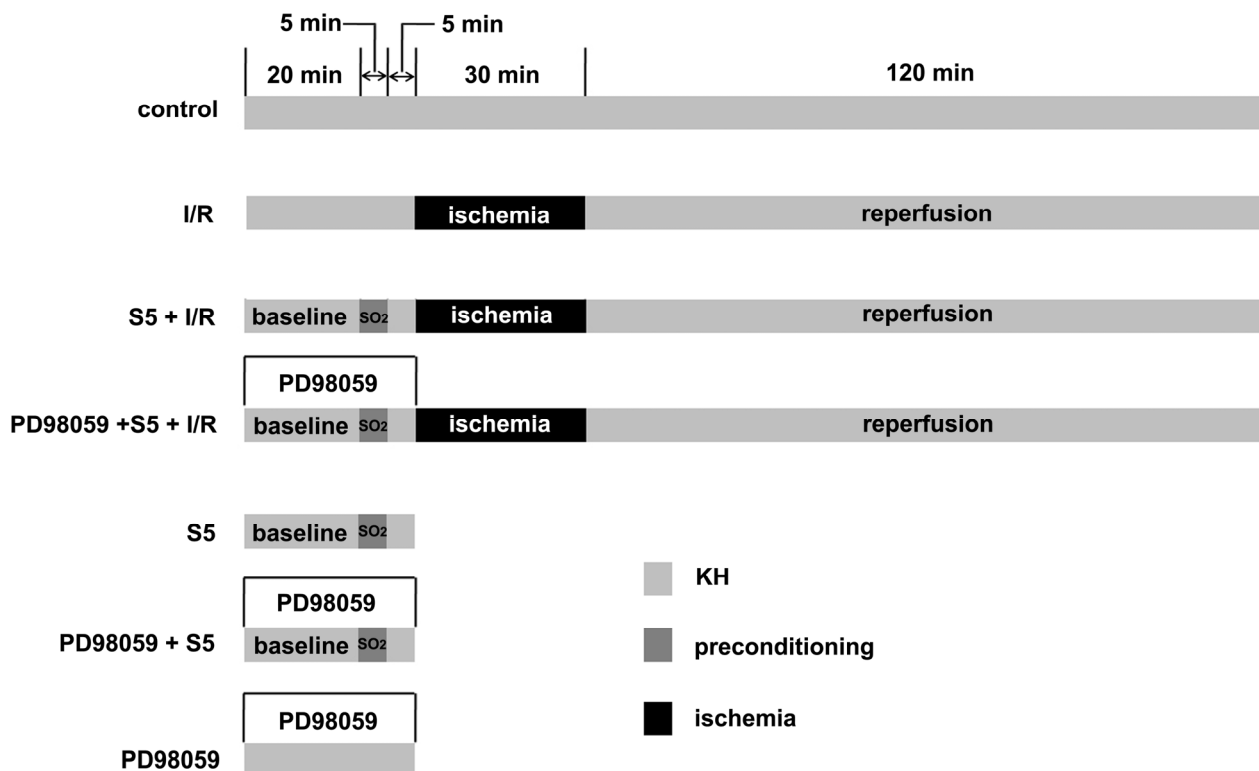 5 min 5 min
20 min 30 min 120 min
control
I/R ischemia reperfusion
S5 + I/R baseline SO2 ischemia reperfusion
PD98059
PD98059 +S5 + I/R baseline SO2 ischemia reperfusion
S5 baseline SO2
KH
PD98059
PD98059 + S5 baseline SO2
preconditioning
PD98059
ischemia
PD98059